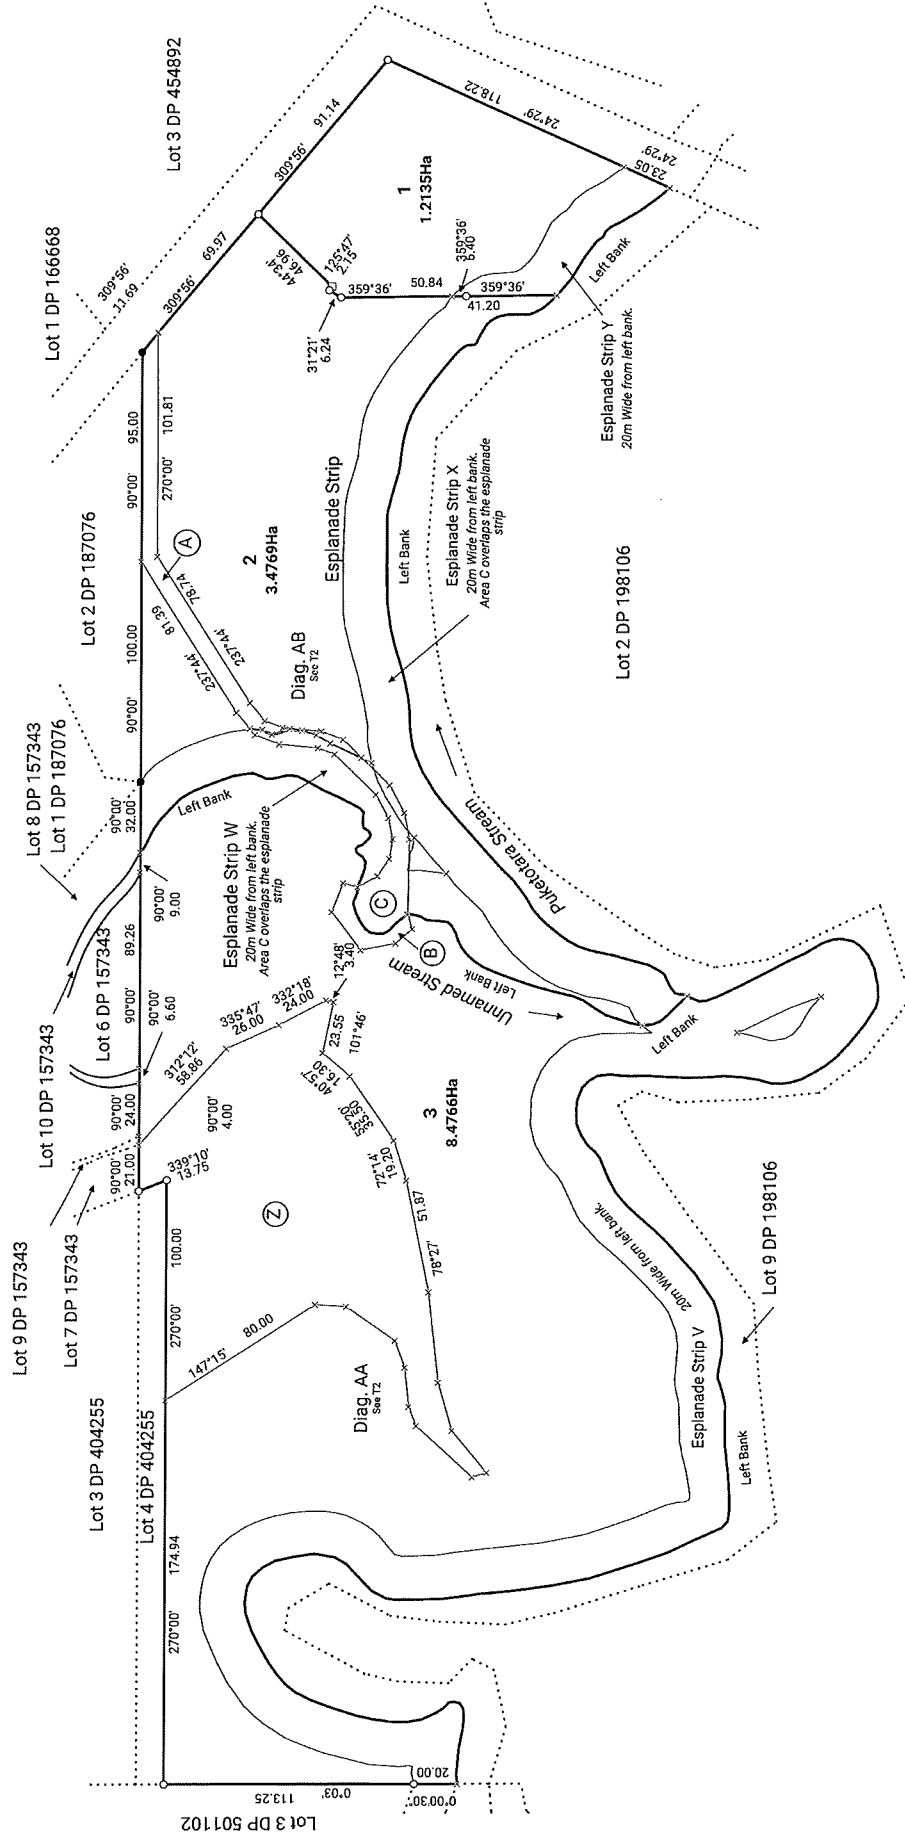 Lot 3 DP 454892
Lot 1 DP 166668
309°56'
11.69
309°56'
69.97
309°56'
91.14
118.22
24°29'
24°29'
23.05
1
1.2135Ha
44°34'
46.96
125°47'
2.15
31°21'
6.24
359°36'
50.84
359°36'
6.40
359°36'
41.20
Left Bank
Esplanade Strip Y
20m Wide from left bank.
95.00
90°00'
101.81
270°00'
Lot 2 DP 187076
A
78.74
237°44'
81.39
237°44'
100.00
90°00'
2
3.4769Ha
Diag. AB
See T2
Esplanade Strip
Left Bank
Esplanade Strip X
20m Wide from left bank.
Area C overlaps the esplanade
strip
Lot 2 DP 198106
Lot 8 DP 157343
Lot 1 DP 187076
90°00'
32.00
Left Bank
90°00'
9.00
Esplanade Strip W
20m Wide from left bank.
Area C overlaps the esplanade
strip
C
B
Puketotara Stream
Unnamed Stream
Left Bank
Left Bank
89.26
90°00'
Lot 6 DP 157343
Lot 10 DP 157343
90°00'
6.60
90°00'
24.00
90°00'
21.00
312°12'
58.86
335°47'
26.00
332°18'
24.00
12°48'
3.40
90°00'
4.00
23.55
101°46'
40°57'
16.30
55°20'
35.50
72°14'
19.20
51.87
78°27'
3
8.4766Ha
339°10'
13.75
Lot 9 DP 157343
Lot 7 DP 157343
Z
100.00
270°00'
147°15'
80.00
Diag. AA
See T2
Lot 3 DP 404255
Lot 4 DP 404255
174.94
270°00'
20m Wide from left bank.
Esplanade Strip V
Left Bank
Lot 9 DP 198106
113.25
0°03'
20.00
0°00'30"
Lot 3 DP 501102